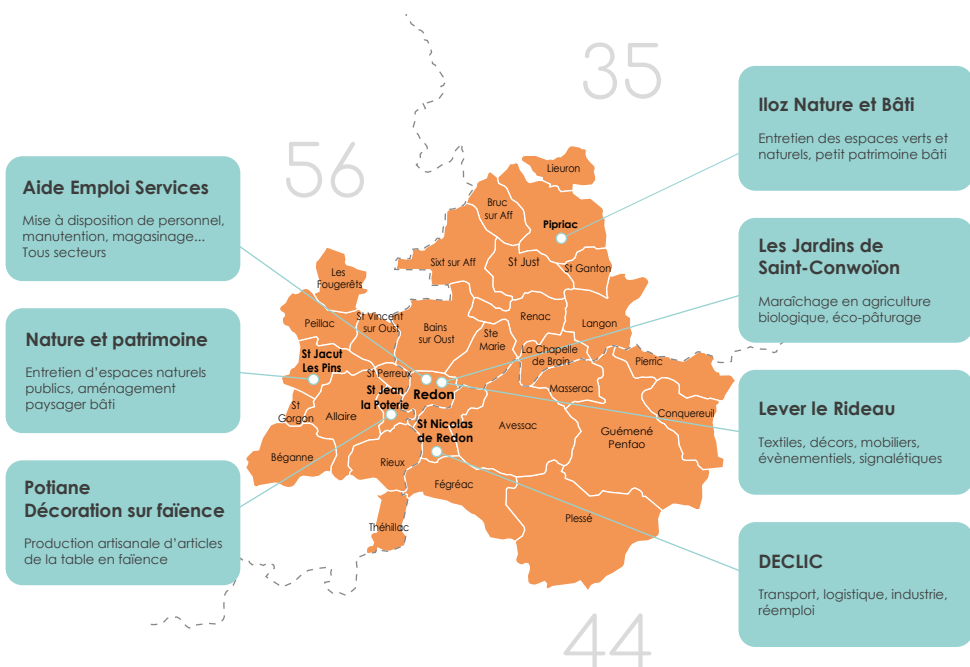 35
56
44
Aide Emploi Services
Mise à disposition de personnel,
manutention, magasinage...
Tous secteurs
Nature et patrimoine
Entretien d’espaces naturels
publics, aménagement
paysager bâti
Potiane
Décoration sur faïence
Production artisanale d’articles
de la table en faïence
Iloz Nature et Bâti
Entretien des espaces verts et
naturels, petit patrimoine bâti
Les Jardins de
Saint-Conwoïon
Maraîchage en agriculture
biologique, éco-pâturage
Lever le Rideau
Textiles, décors, mobiliers,
évènementiels, signalétiques
DECLIC
Transport, logistique, industrie,
réemploi
Lieuron
Bruc
sur Aff
Pipriac
Sixt sur Aff
St Just
St Ganton
Les
Fougerêts
Peillac
St Vincent
sur Oust
Bains
sur Oust
Ste
Marie
Renac
Langon
La Chapelle
de Brain
Pierric
St Jacut
Les Pins
St Perreux
St Jean
la Poterie
Redon
Masserac
St
Gorgon
Allaire
St Nicolas
de Redon
Avessac
Guémené
Penfao
Conquereuil
Béganne
Rieux
Fégréac
Plessé
Théhillac